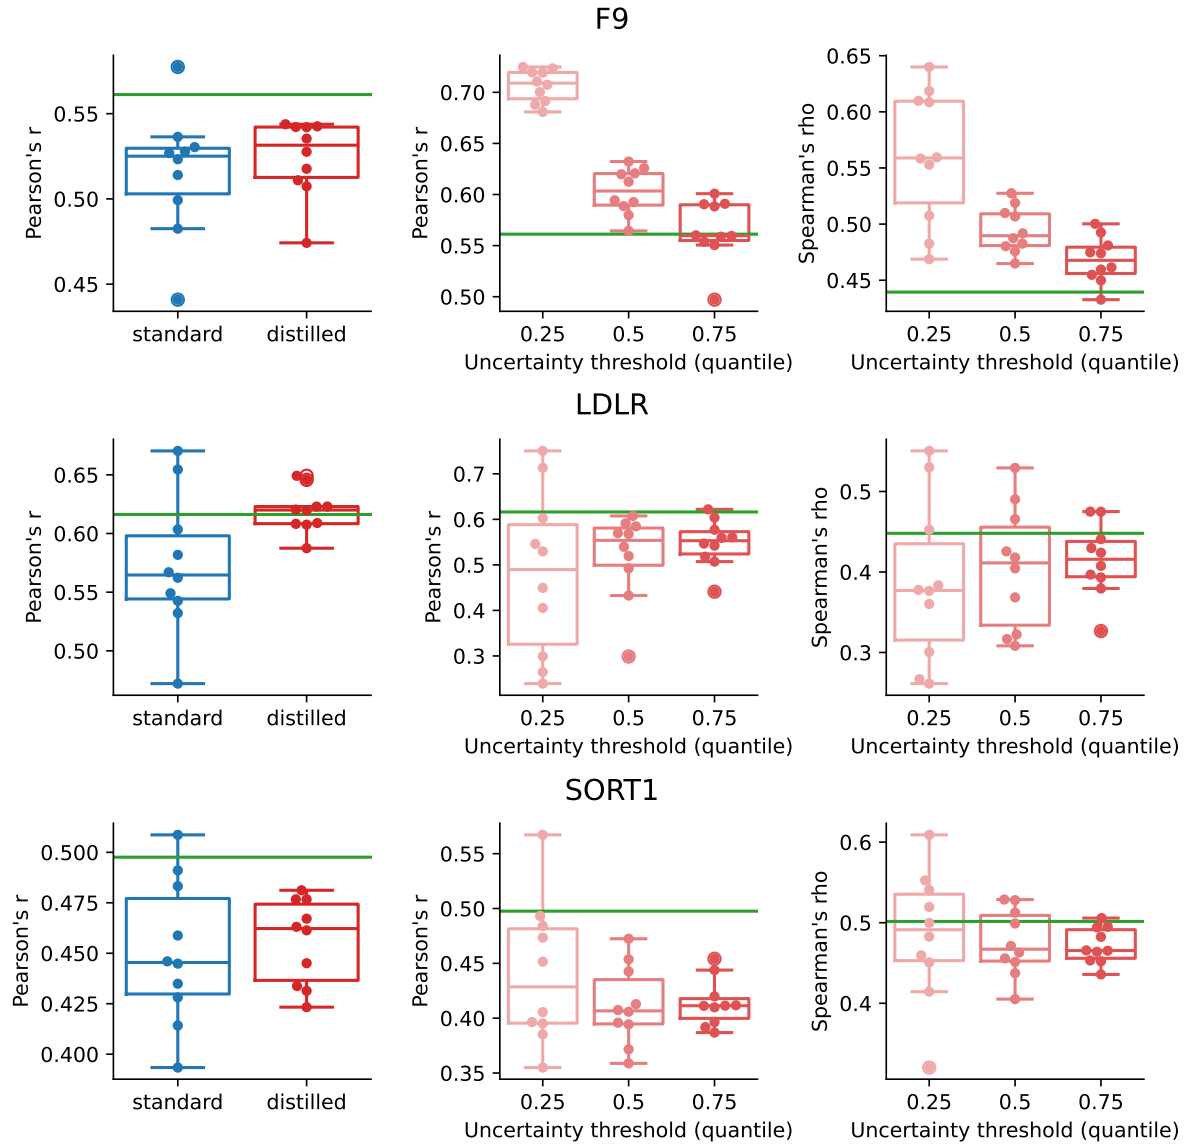 F9
Pearson's r
0.55
0.50
0.45
standard distilled
Pearson's r
0.70
0.65
0.60
0.55
0.50
0.25 0.5 0.75
Uncertainty threshold (quantile)
Spearman's rho
0.65
0.60
0.55
0.50
0.45
0.25 0.5 0.75
Uncertainty threshold (quantile)
LDLR
Pearson's r
0.65
0.60
0.55
0.50
standard distilled
Pearson's r
0.7
0.6
0.5
0.4
0.3
0.25 0.5 0.75
Uncertainty threshold (quantile)
Spearman's rho
0.5
0.4
0.3
0.25 0.5 0.75
Uncertainty threshold (quantile)
SORT1
Pearson's r
0.500
0.475
0.450
0.425
0.400
standard distilled
Pearson's r
0.55
0.50
0.45
0.40
0.35
0.25 0.5 0.75
Uncertainty threshold (quantile)
Spearman's rho
0.6
0.5
0.4
0.25 0.5 0.75
Uncertainty threshold (quantile)